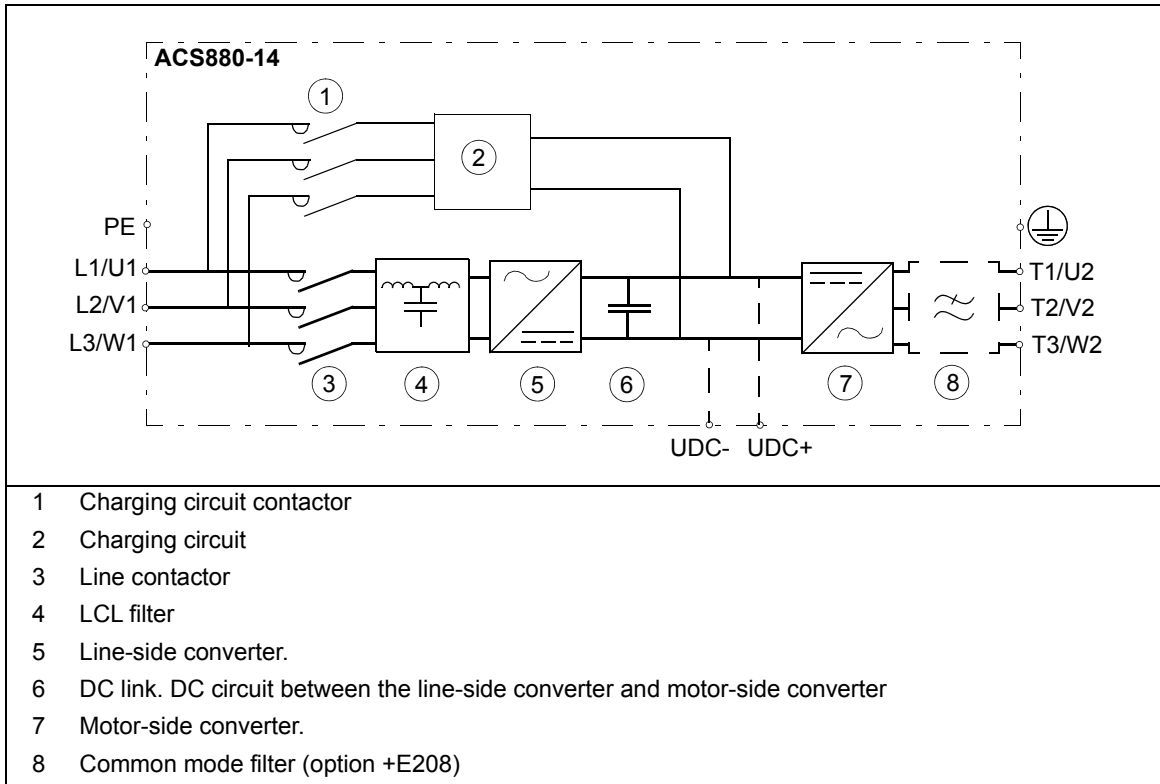 ACS880-14
1
2
PE
L1/U1
L2/V1
L3/W1
T1/U2
T2/V2
T3/W2
3
4
5
6
7
8
UDC- UDC+
1 Charging circuit contactor
2 Charging circuit
3 Line contactor
4 LCL filter
5 Line-side converter.
6 DC link. DC circuit between the line-side converter and motor-side converter
7 Motor-side converter.
8 Common mode filter (option +E208)